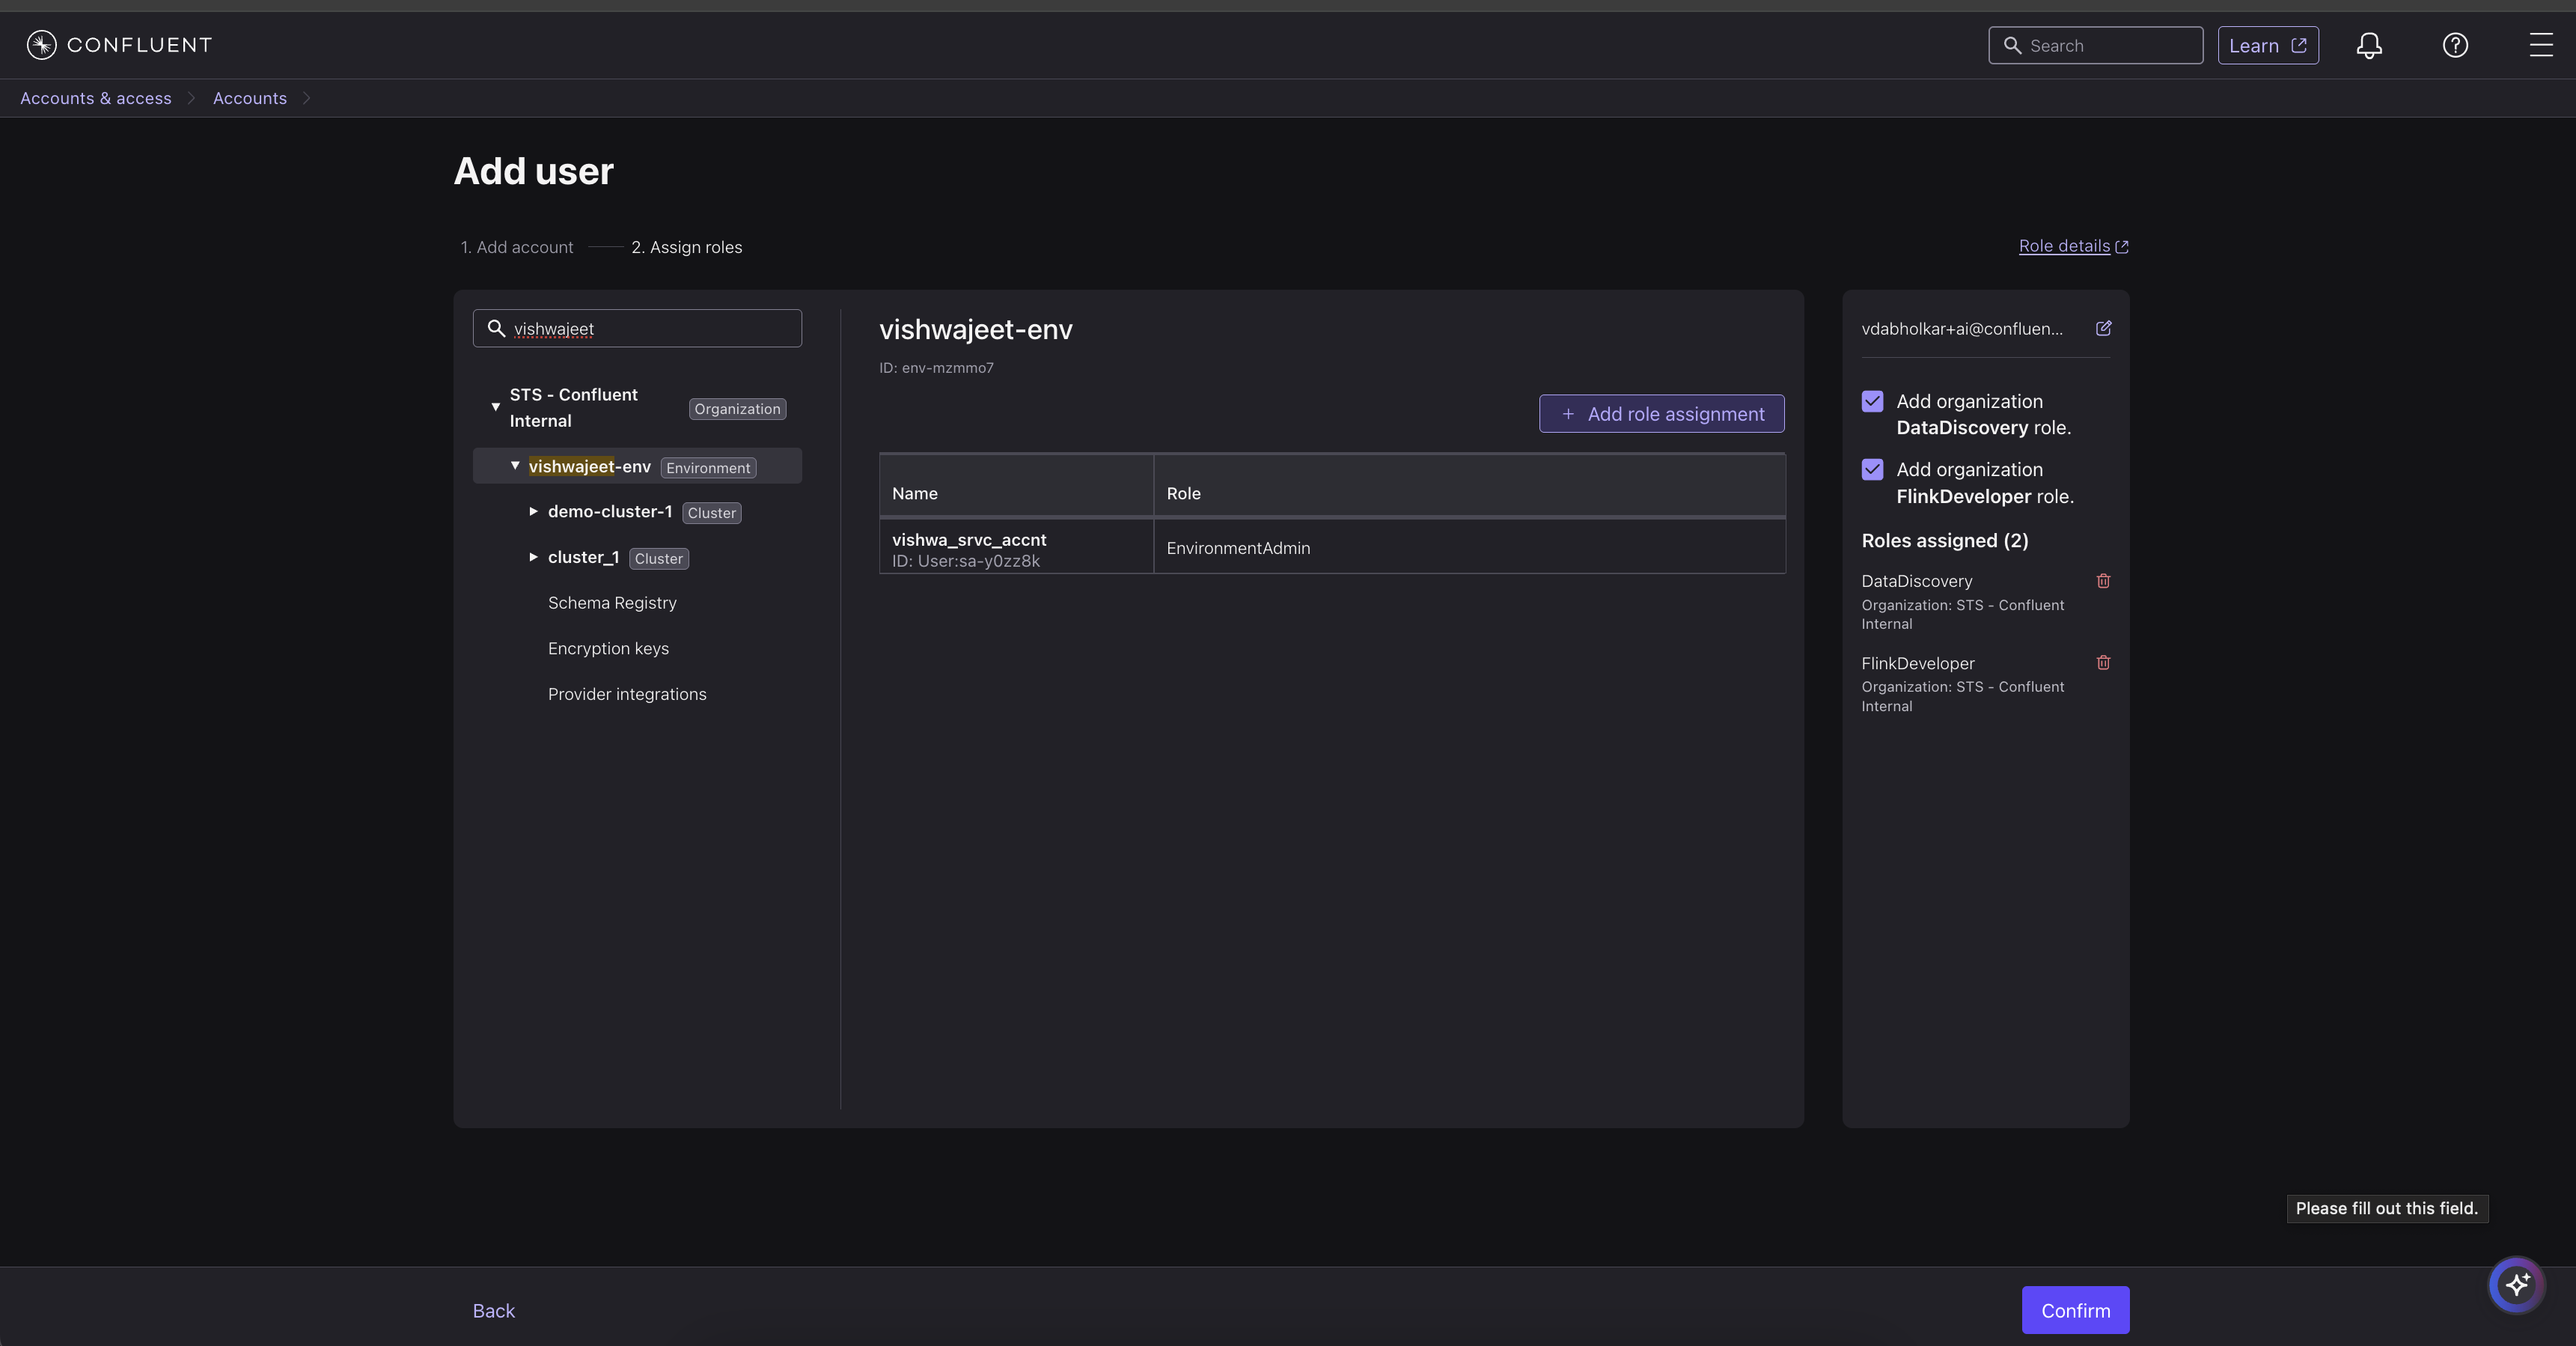 CONFLUENT
Search
Learn
Accounts & access
Accounts
Add user
1. Add account
2. Assign roles
Role details
vishwajeet
STS - Confluent
Internal
Organization
vishwajeet-env Environment
demo-cluster-1 Cluster
cluster_1 Cluster
Schema Registry
Encryption keys
Provider integrations
vishwajeet-env
ID: env-mzmmo7
+ Add role assignment
Name Role
vishwa_srvc_accnt
ID: User:sa-y0zz8k
EnvironmentAdmin
vdabholkar+ai@confluen...
Add organization
DataDiscovery role.
Add organization
FlinkDeveloper role.
Roles assigned (2)
DataDiscovery
Organization: STS - Confluent
Internal
FlinkDeveloper
Organization: STS - Confluent
Internal
Please fill out this field.
Back
Confirm